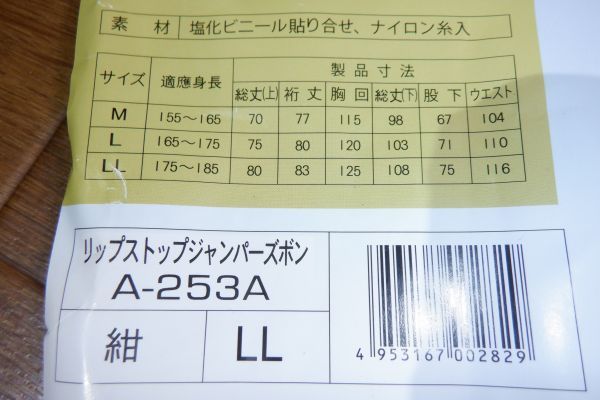 素材 塩化ビニール貼り合せ、ナイロン糸入
サイズ 適應身長 製品寸法
総丈(上) 裄丈 胸回 総丈(下) 股下 ウエスト
M 155〜165 70 77 115 98 67 104
L 165〜175 75 80 120 103 71 110
LL 175〜185 80 83 125 108 75 116
リップストップジャンパーズボン
A-253A
紺 LL
4 953167 002829